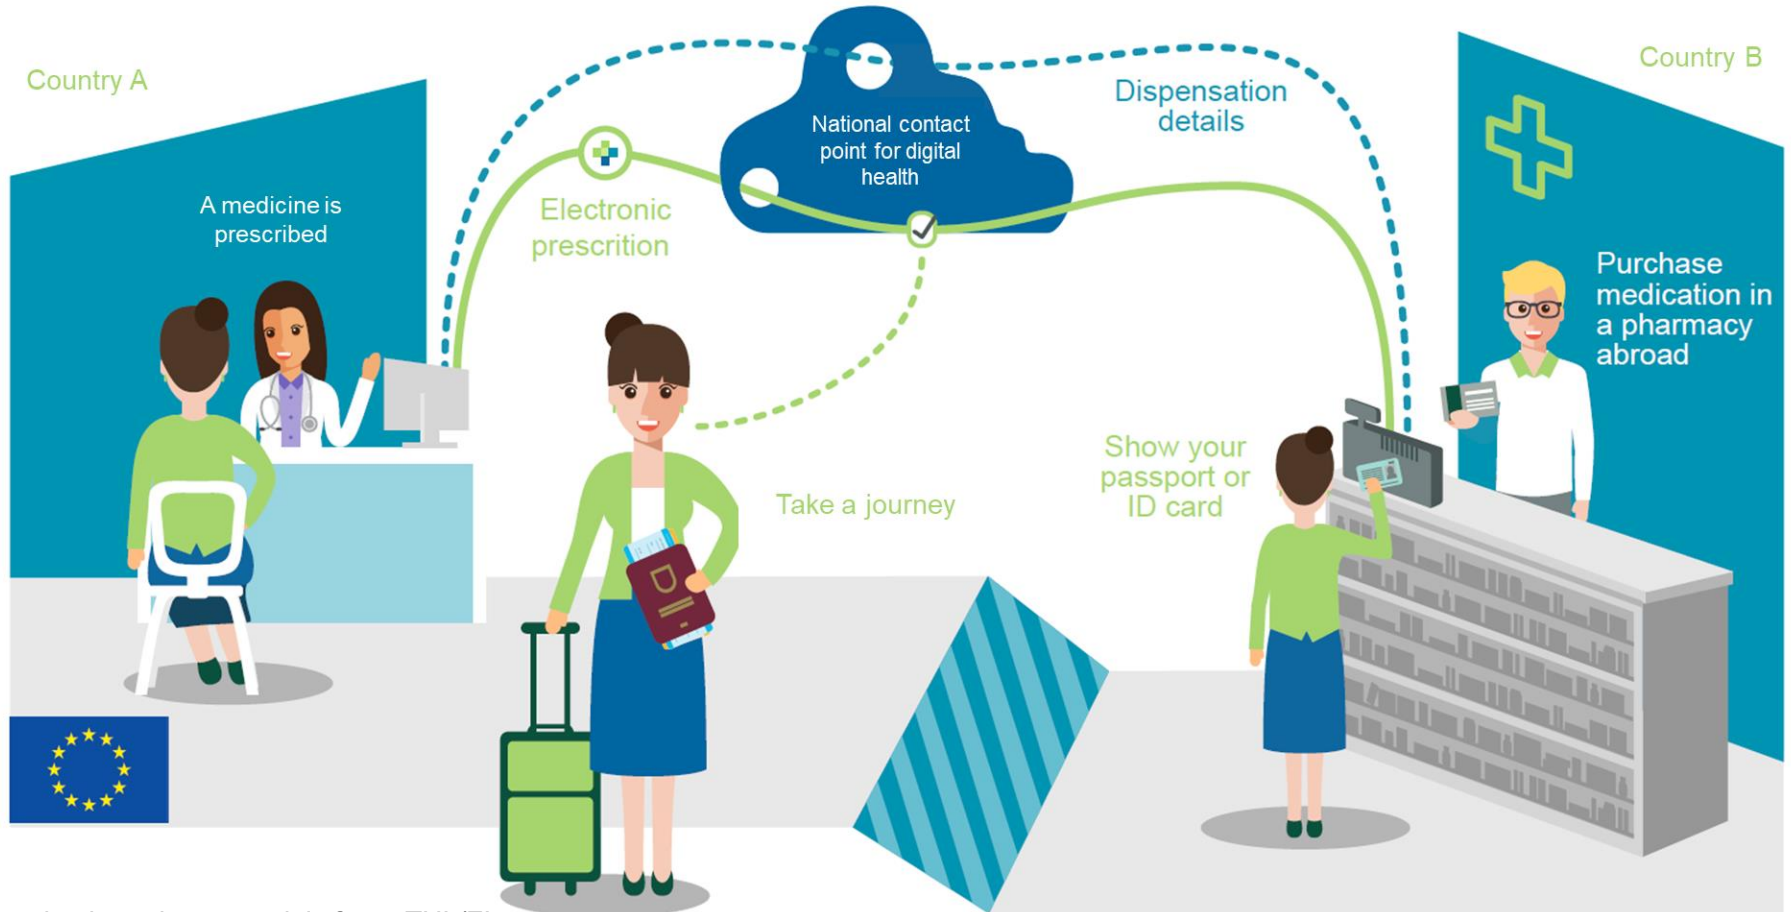 Country A
Country B
A medicine is
prescribed
Electronic
prescrition
National contact
point for digital
health
Dispensation
details
Take a journey
Show your
passport or
ID card
Purchase
medication in
a pharmacy
abroad